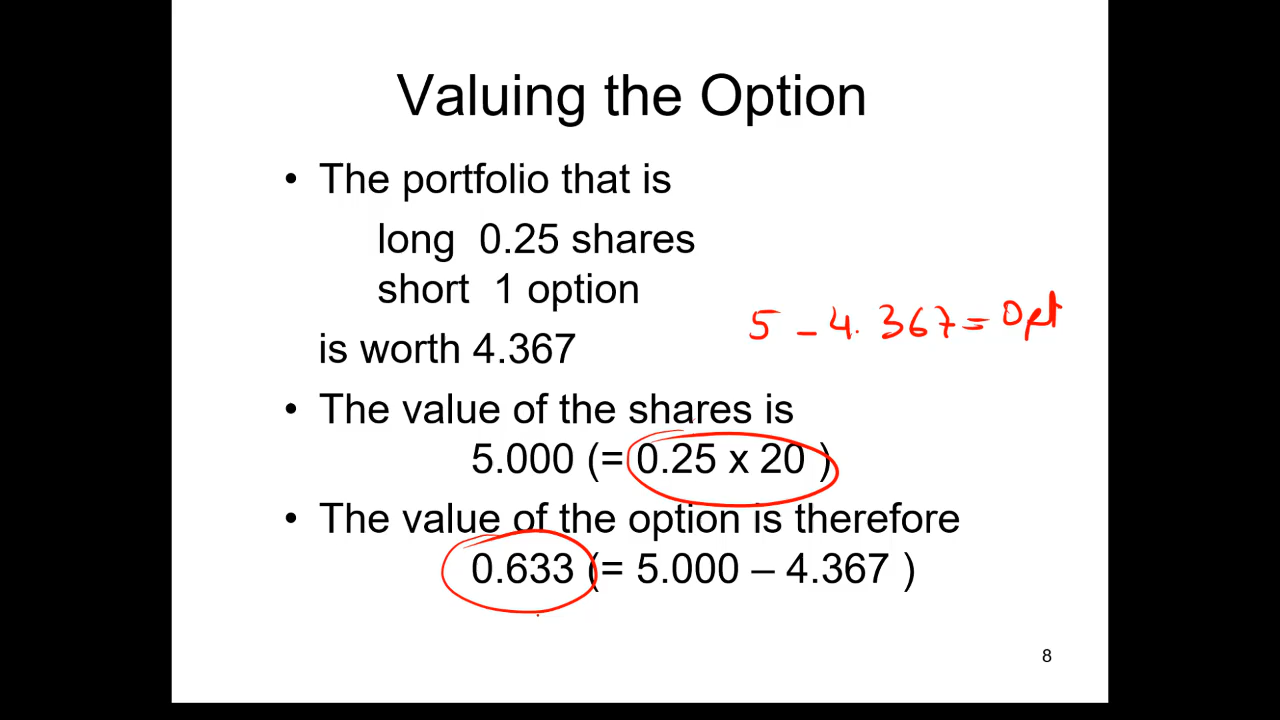 Valuing the Option
• The portfolio that is
long 0.25 shares
short 1 option
5 - 4.367 = Opt
is worth 4.367
• The value of the shares is
5.000 (= 0.25 x 20 )
• The value of the option is therefore
0.633 (= 5.000 – 4.367 )
8